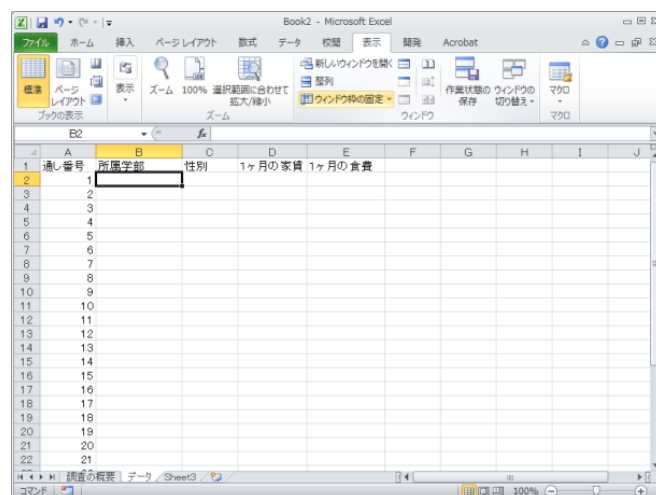 Book2 - Microsoft Excel
ファイル ホーム 挿入 ページ レイアウト 数式 データ 校閲 表示 開発 Acrobat
標準 ページ レイアウト 表示 ズーム 100% 選択範囲に合わせて 拡大/縮小 新しいウィンドウを開く 整列 ウィンドウ枠の固定 作業状態の 保存 ウィンドウの 切り替え マクロ
ブックの表示 ズーム ウィンドウ マクロ
B2 fx
A B C D E F G H I J
1 通し番号 所属学部 性別 1ヶ月の家賃 1ヶ月の食費
2 1
3 2
4 3
5 4
6 5
7 6
8 7
9 8
10 9
11 10
12 11
13 12
14 13
15 14
16 15
17 16
18 17
19 18
20 19
21 20
22 21
調査の概要 データ Sheet3
コマンド 100%